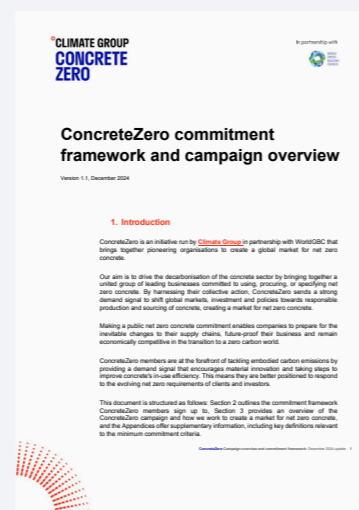 °CLIMATE GROUP
CONCRETE
ZERO
In partnership with
ConcreteZero commitment
framework and campaign overview
Version 1.1, December 2024
1. Introduction
ConcreteZero is an initiative run by Climate Group in partnership with WorldGBC that
brings together pioneering organisations to create a global market for net zero
concrete.
Our aim is to drive the decarbonisation of the concrete sector by bringing together a
united group of leading businesses committed to using, procuring, or specifying net
zero concrete. By harnessing their collective action, ConcreteZero sends a strong
demand signal to shift global markets, investment and policies towards responsible
production and sourcing of concrete, creating a market for net zero concrete.
Making a public net zero concrete commitment enables companies to prepare for the
inevitable changes to their supply chains, future-proof their business and remain
economically competitive in the transition to a zero carbon world.
ConcreteZero members are at the forefront of tackling embodied carbon emissions by
providing a demand signal that encourages material innovation and taking steps to
improve concrete's in-use efficiency. This means they are better positioned to respond
to the evolving net zero requirements of clients and investors.
This document is structured as follows: Section 2 outlines the commitment framework
ConcreteZero members sign up to, Section 3 provides an overview of the
ConcreteZero campaign and how we work to create a market for net zero concrete,
and the Appendices offer supplementary information, including key definitions relevant
to the minimum commitment criteria.
ConcreteZero Campaign overview and commitment framework: December 2024 update - 1